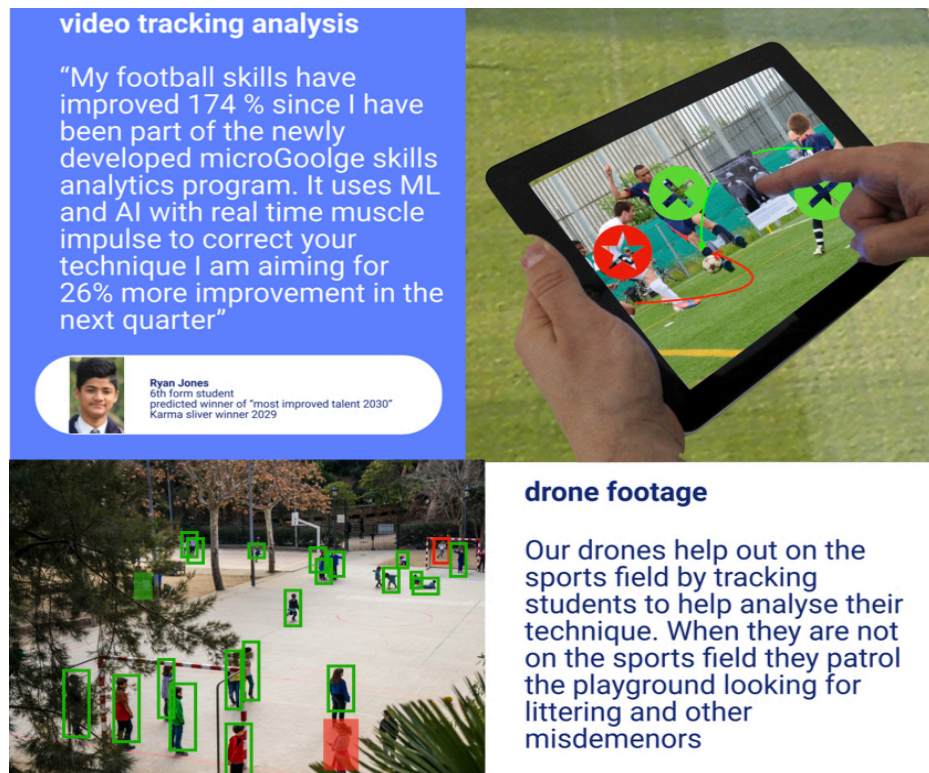 video tracking analysis
“My football skills have
improved 174 % since I have
been part of the newly
developed microGoolge skills
analytics program. It uses ML
and AI with real time muscle
impulse to correct your
technique I am aiming for
26% more improvement in the
next quarter”
Ryan Jones
6th form student
predicted winner of “most improved talent 2030”
Karma sliver winner 2029
drone footage
Our drones help out on the
sports field by tracking
students to help analyse their
technique. When they are not
on the sports field they patrol
the playground looking for
littering and other
misdemenors